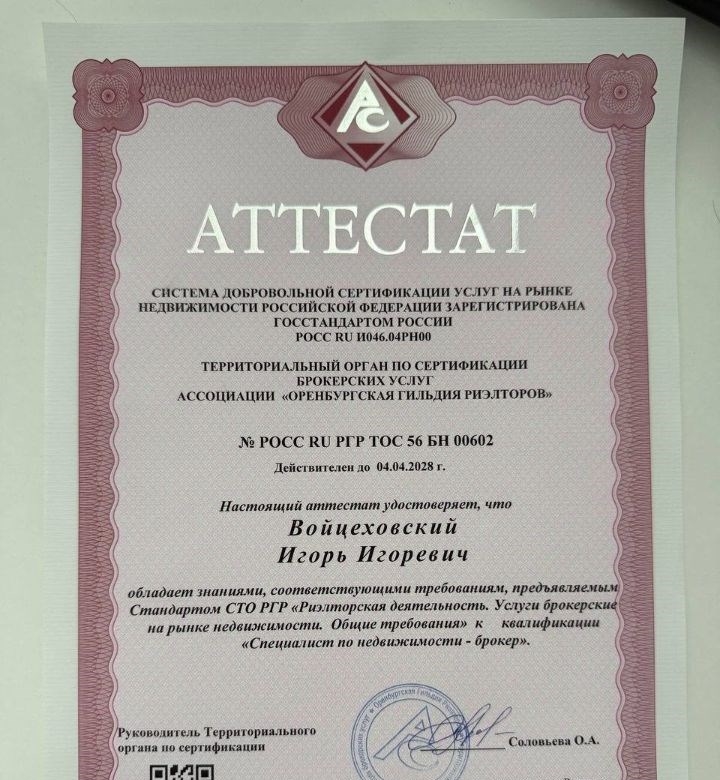 АС
АТТЕСТАТ
СИСТЕМА ДОБРОВОЛЬНОЙ СЕРТИФИКАЦИИ УСЛУГ НА РЫНКЕ
НЕДВИЖИМОСТИ РОССИЙСКОЙ ФЕДЕРАЦИИ ЗАРЕГИСТРИРОВАНА
ГОССТАНДАРТОМ РОССИИ
РОСС RU И046.04РН00
ТЕРРИТОРИАЛЬНЫЙ ОРГАН ПО СЕРТИФИКАЦИИ
БРОКЕРСКИХ УСЛУГ
АССОЦИАЦИИ «ОРЕНБУРГСКАЯ ГИЛЬДИЯ РИЭЛТОРОВ»
№ РОСС RU РГР ТОС 56 БН 00602
Действителен до 04.04.2028 г.
Настоящий аттестат удостоверяет, что
Войцеховский
Игорь Игоревич
обладает знаниями, соответствующими требованиям, предъявляемым
Стандартом СТО РГР «Риэлторская деятельность. Услуги брокерские
на рынке недвижимости. Общие требования» к квалификации
«Специалист по недвижимости - брокер».
Оренбургская Гильдия
Руководитель Территориального
органа по сертификации
Соловьева О.А.